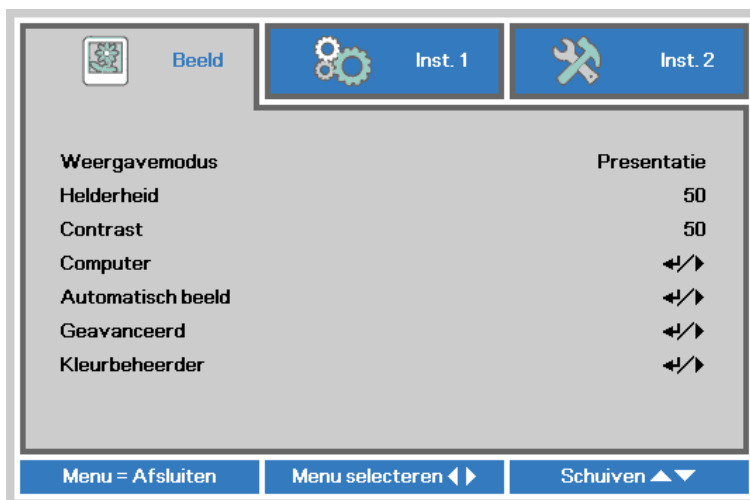 Beeld Inst. 1 Inst. 2
Weergavemodus Presentatie
Helderheid 50
Contrast 50
Computer ↵/▶
Automatisch beeld ↵/▶
Geavanceerd ↵/▶
Kleurbeheerder ↵/▶
Menu = Afsluiten Menu selecteren ◀▶ Schuiven ▲▼